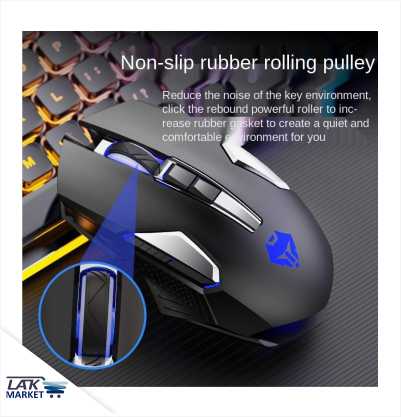 Non-slip rubber rolling pulley
Reduce the noise of the key environment,
click the rebound powerful roller to inc-
rease rubber gasket to create a quiet and
comfortable environment for you
LAK
MARKET